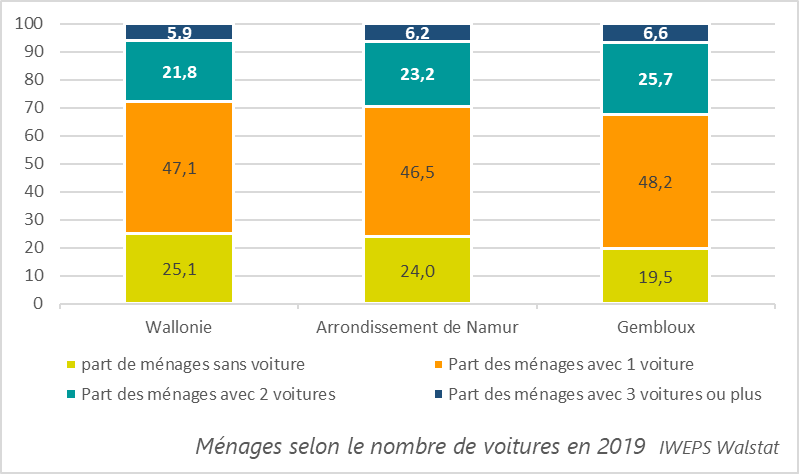 100
90
80
70
60
50
40
30
20
10
0
5,9
6,2
6,6
21,8
23,2
25,7
47,1
46,5
48,2
25,1
24,0
19,5
Wallonie
Arrondissement de Namur
Gembloux
part de ménages sans voiture
Part des ménages avec 1 voiture
Part des ménages avec 2 voitures
Part des ménages avec 3 voitures ou plus
Ménages selon le nombre de voitures en 2019 IWEPS Walstat